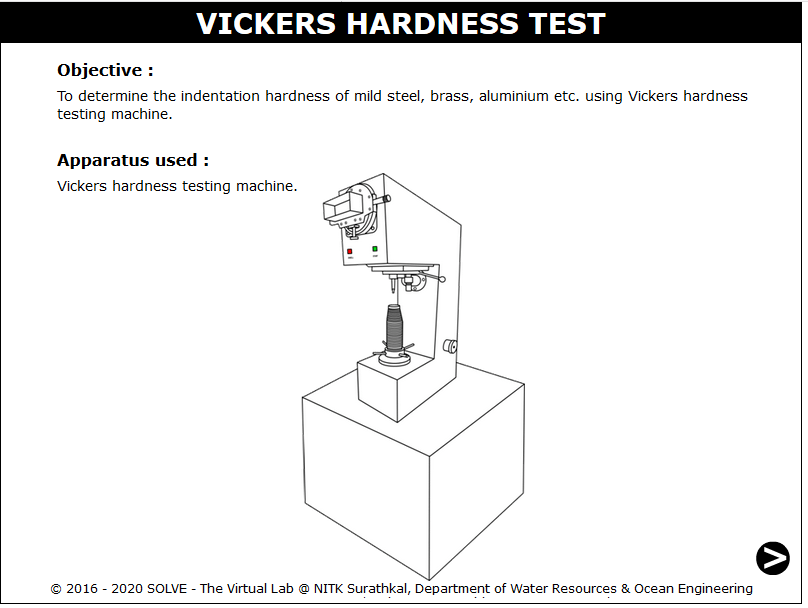 VICKERS HARDNESS TEST
Objective :
To determine the indentation hardness of mild steel, brass, aluminium etc. using Vickers hardness
testing machine.
Apparatus used :
Vickers hardness testing machine.
© 2016 - 2020 SOLVE - The Virtual Lab @ NITK Surathkal, Department of Water Resources & Ocean Engineering